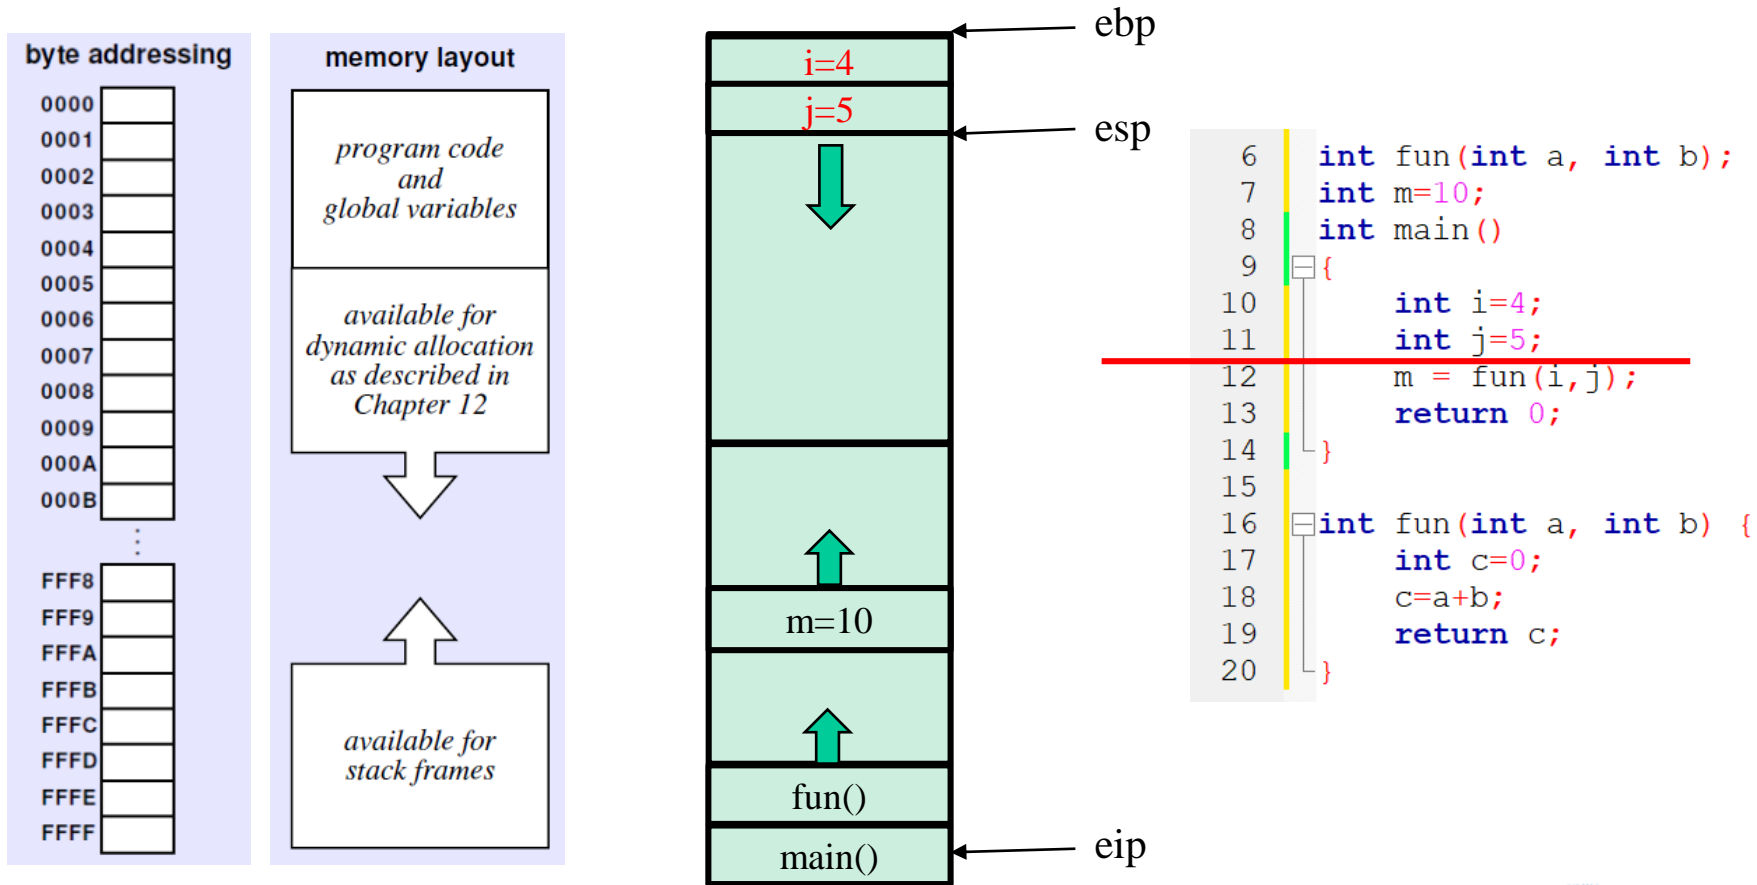 byte addressing
0000
0001
0002
0003
0004
0005
0006
0007
0008
0009
000A
000B
FFF8
FFF9
FFFA
FFFB
FFFC
FFFD
FFFE
FFFF
memory layout
program code
and
global variables
available for
dynamic allocation
as described in
Chapter 12
available for
stack frames
ebp
i=4
j=5
esp
m=10
fun()
main()
eip
6 int fun(int a, int b);
7 int m=10;
8 int main()
9 {
10 int i=4;
11 int j=5;
12 m = fun(i,j);
13 return 0;
14 }
15
16 int fun(int a, int b) {
17 int c=0;
18 c=a+b;
19 return c;
20 }